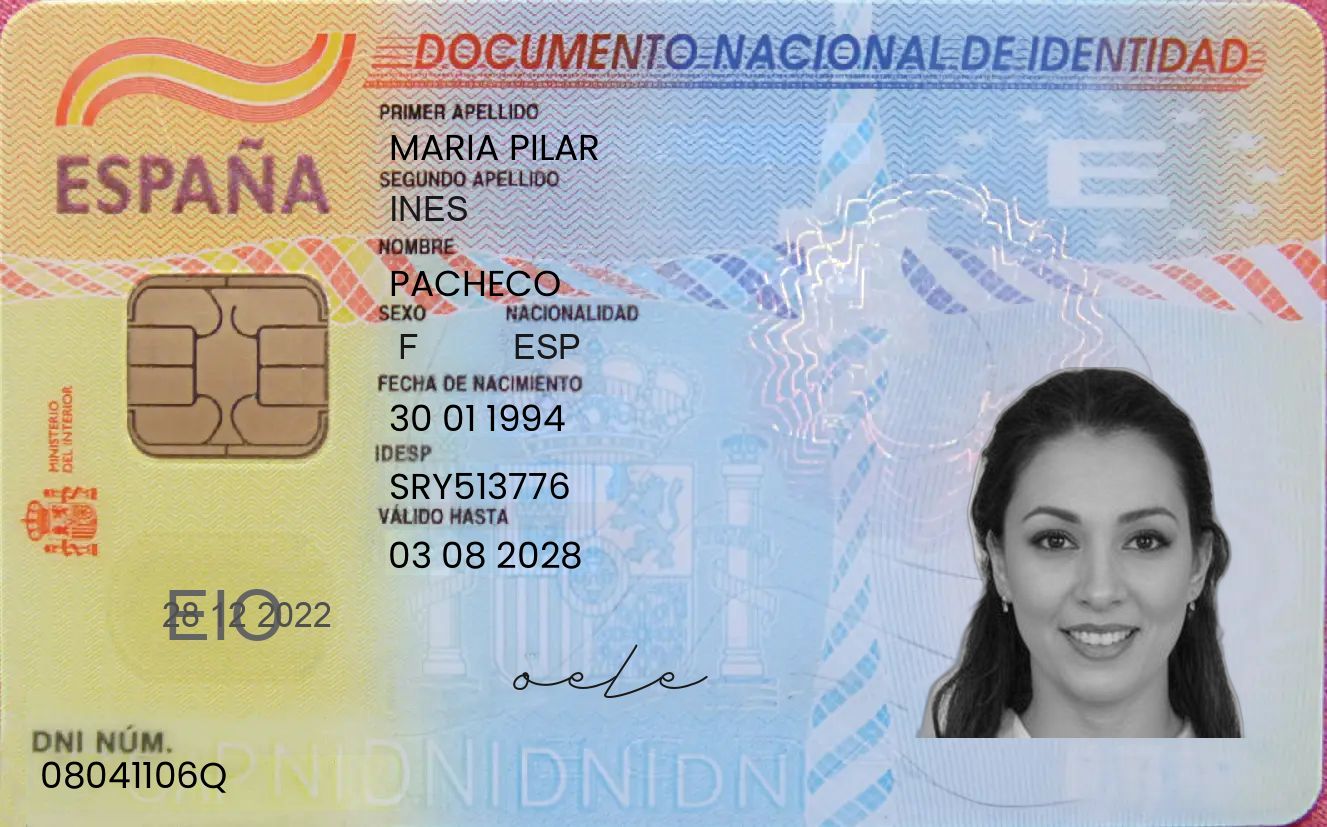 DOCUMENTO NACIONAL DE IDENTIDAD
ESPAÑA
PRIMER APELLIDO
MARIA PILAR
SEGUNDO APELLIDO
INES
NOMBRE
PACHECO
SEXO NACIONALIDAD
F ESP
FECHA DE NACIMIENTO
30 01 1994
IDESP
SRY513776
VÁLIDO HASTA
03 08 2028
MINISTERIO
DEL INTERIOR
E
EIO
28 12 2022
oele
DNI NÚM.
08041106Q
DNIDNIDNIDN